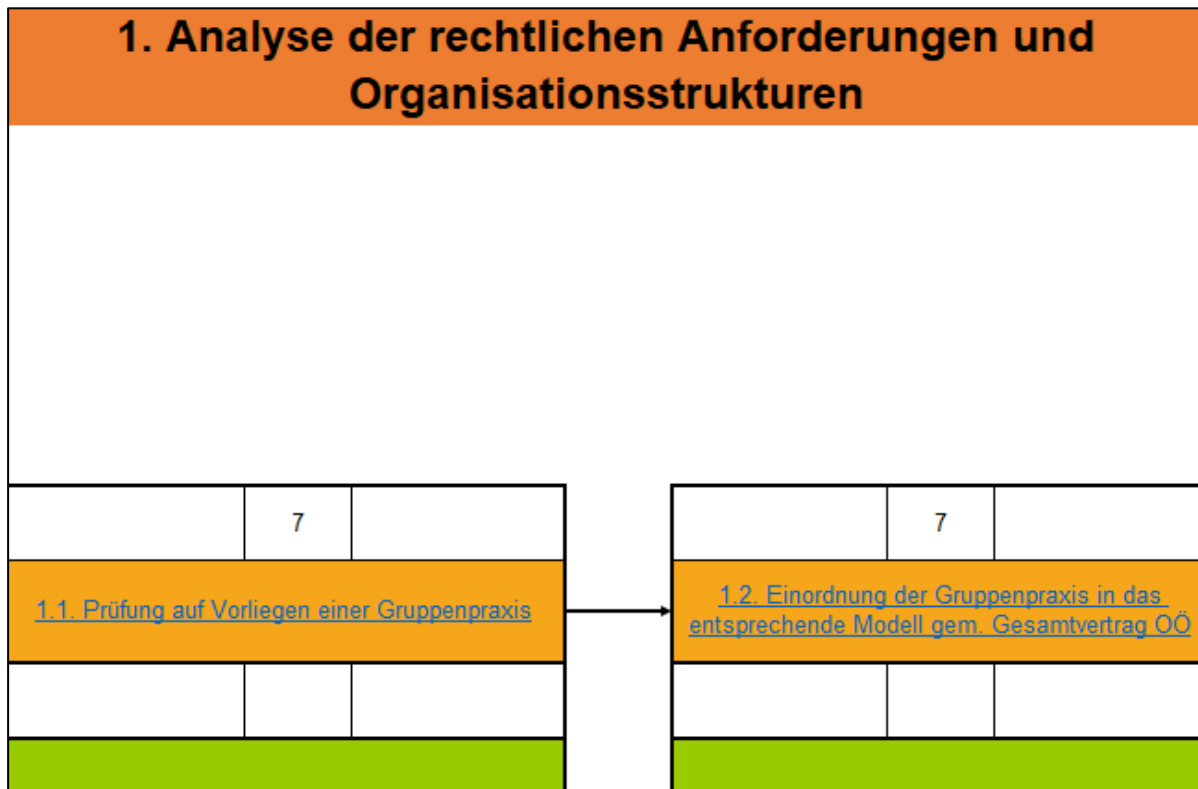 1. Analyse der rechtlichen Anforderungen und
Organisationsstrukturen
7
7
1.1. Prüfung auf Vorliegen einer Gruppenpraxis
1.2. Einordnung der Gruppenpraxis in das
entsprechende Modell gem. Gesamtvertrag OÖ